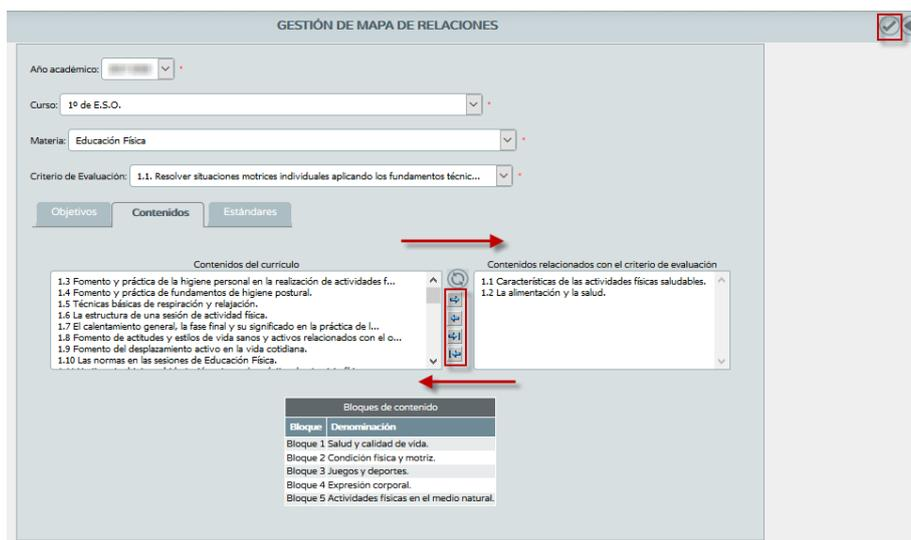 GESTIÓN DE MAPA DE RELACIONES
Año académico: *
Curso: 1º de E.S.O. *
Materia: Educación Física *
Criterio de Evaluación: 1.1. Resolver situaciones motrices individuales aplicando los fundamentos técnic... *
Objetivos Contenidos Estándares
Contenidos del currículo
1.3 Fomento y práctica de la higiene personal en la realización de actividades f...
1.4 Fomento y práctica de fundamentos de higiene postural.
1.5 Técnicas básicas de respiración y relajación.
1.6 La estructura de una sesión de actividad física.
1.7 El calentamiento general, la fase final y su significado en la práctica de l...
1.8 Fomento de actitudes y estilos de vida sanos y activos relacionados con el o...
1.9 Fomento del desplazamiento activo en la vida cotidiana.
1.10 Las normas en las sesiones de Educación Física.
Contenidos relacionados con el criterio de evaluación
1.1 Características de las actividades físicas saludables.
1.2 La alimentación y la salud.
Bloques de contenido
Bloque Denominación
Bloque 1 Salud y calidad de vida.
Bloque 2 Condición física y motriz.
Bloque 3 Juegos y deportes.
Bloque 4 Expresión corporal.
Bloque 5 Actividades físicas en el medio natural.